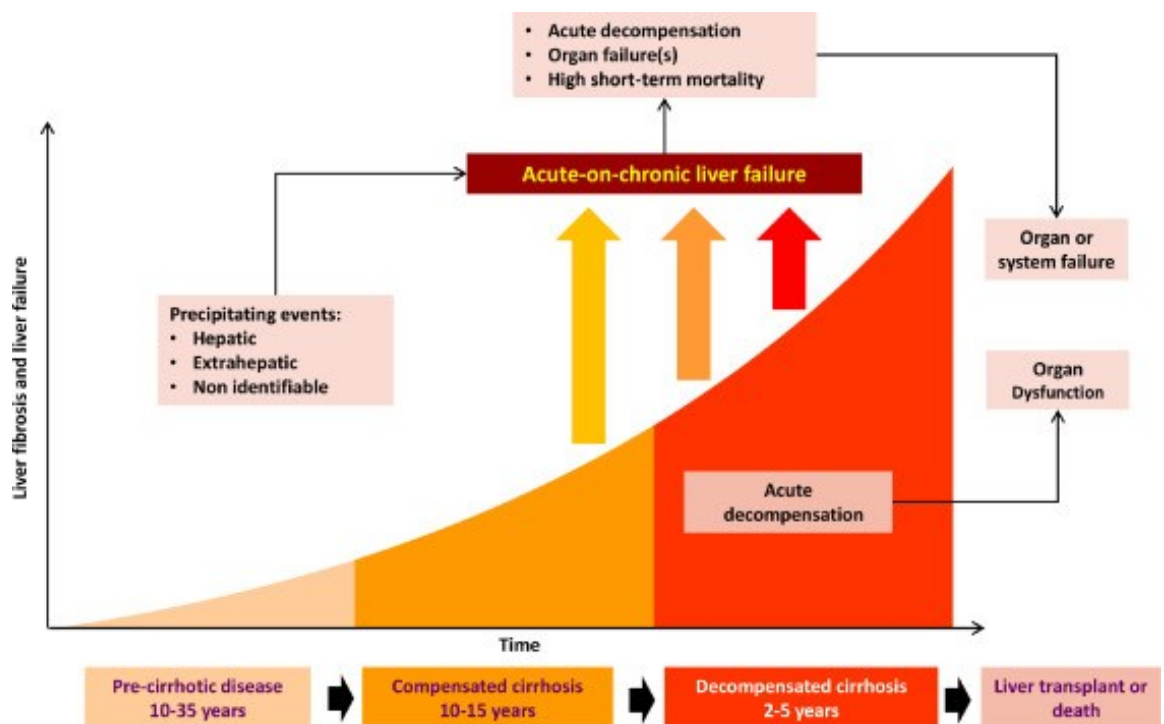 • Acute decompensation
• Organ failure(s)
• High short-term mortality
Acute-on-chronic liver failure
Organ or
system failure
Precipitating events:
• Hepatic
• Extrahepatic
• Non identifiable
Organ
Dysfunction
Acute
decompensation
Liver fibrosis and liver failure
Time
Pre-cirrhotic disease
10-35 years
Compensated cirrhosis
10-15 years
Decompensated cirrhosis
2-5 years
Liver transplant or
death